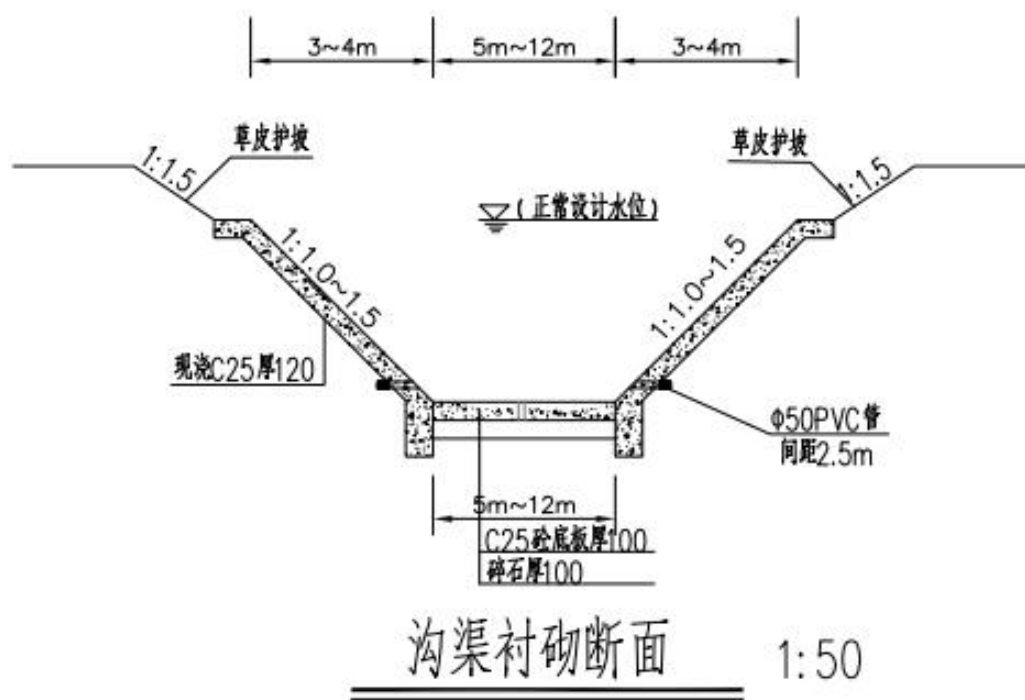 3~4m
5m~12m
3~4m
草皮护坡
草皮护坡
1:1.5
1:1.5
(正常设计水位)
1:1.0~1.5
1:1.0~1.5
现浇C25厚120
Φ50PVC管
间距2.5m
5m~12m
C25砼底板厚100
碎石厚100
沟渠衬砌断面 1:50